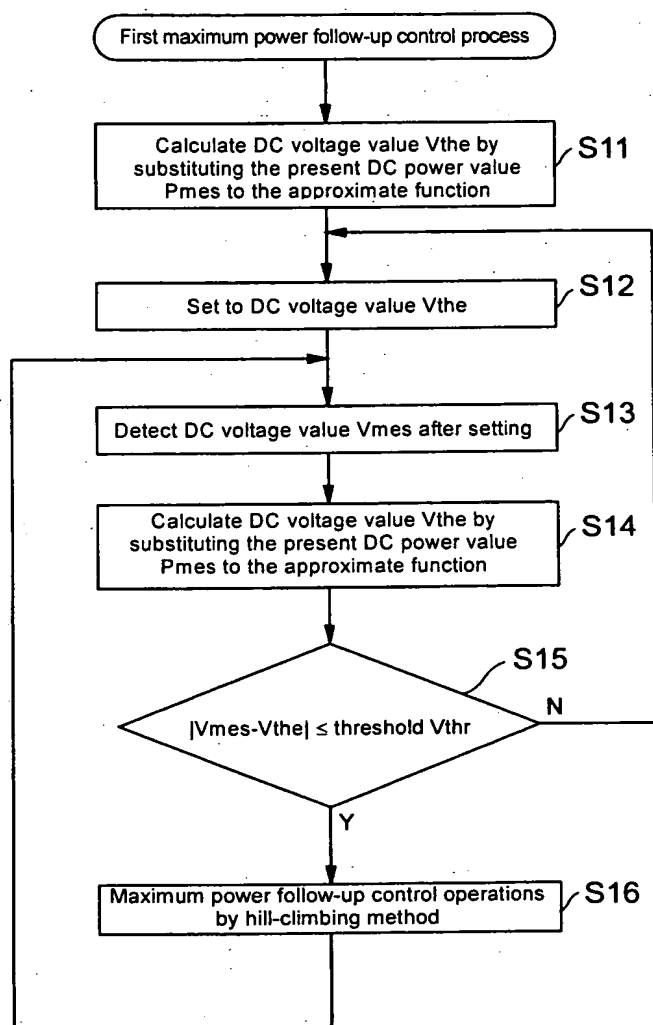 First maximum power follow-up control process
Calculate DC voltage value Vthe by
substituting the present DC power value
Pmes to the approximate function
S11
Set to DC voltage value Vthe
S12
Detect DC voltage value Vmes after setting
S13
Calculate DC voltage value Vthe by
substituting the present DC power value
Pmes to the approximate function
S14
|Vmes-Vthe| ≤ threshold Vthr
S15
N
Y
Maximum power follow-up control operations
by hill-climbing method
S16